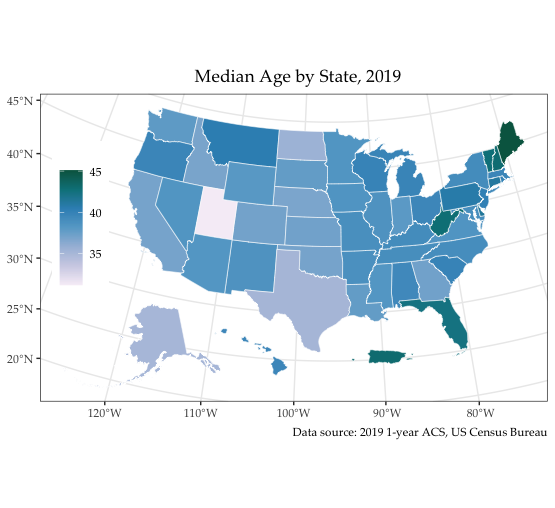 Median Age by State, 2019
45°N
40°N
35°N
30°N
25°N
20°N
45
40
35
120°W 110°W 100°W 90°W 80°W
Data source: 2019 1-year ACS, US Census Bureau